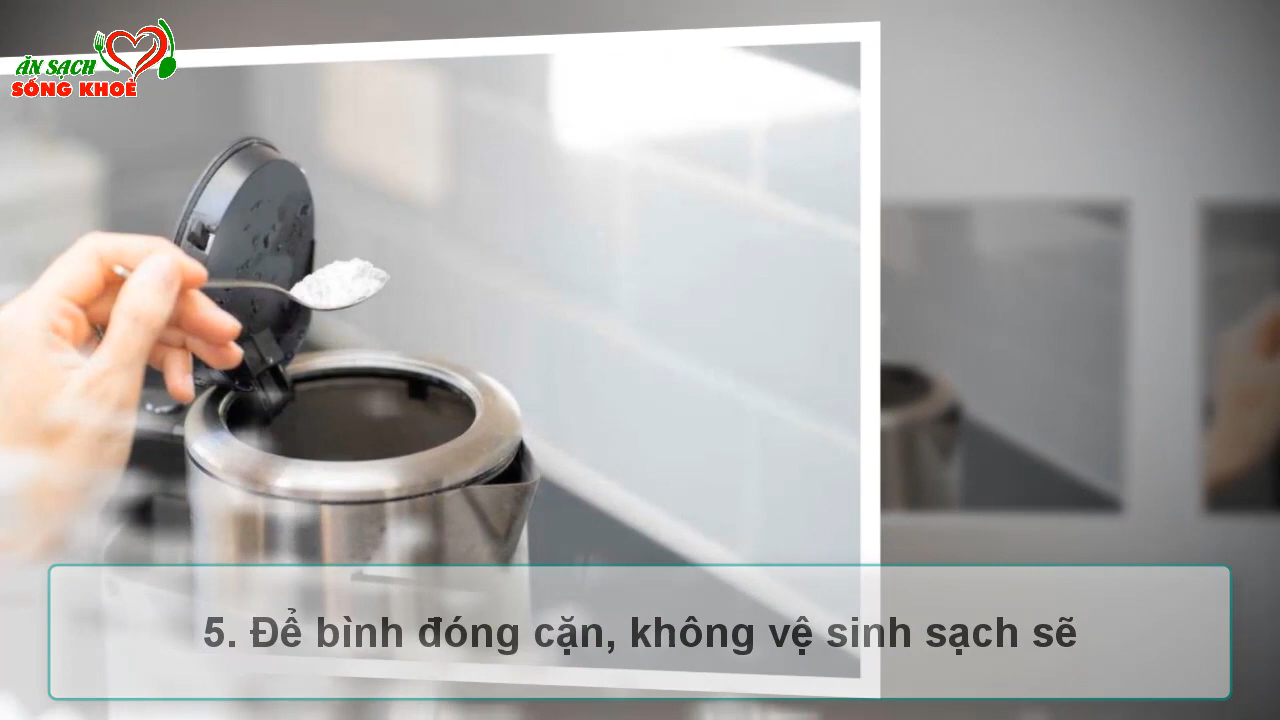 ĂN SẠCH
SỐNG KHOẺ
5. Để bình đóng cặn, không vệ sinh sạch sẽ